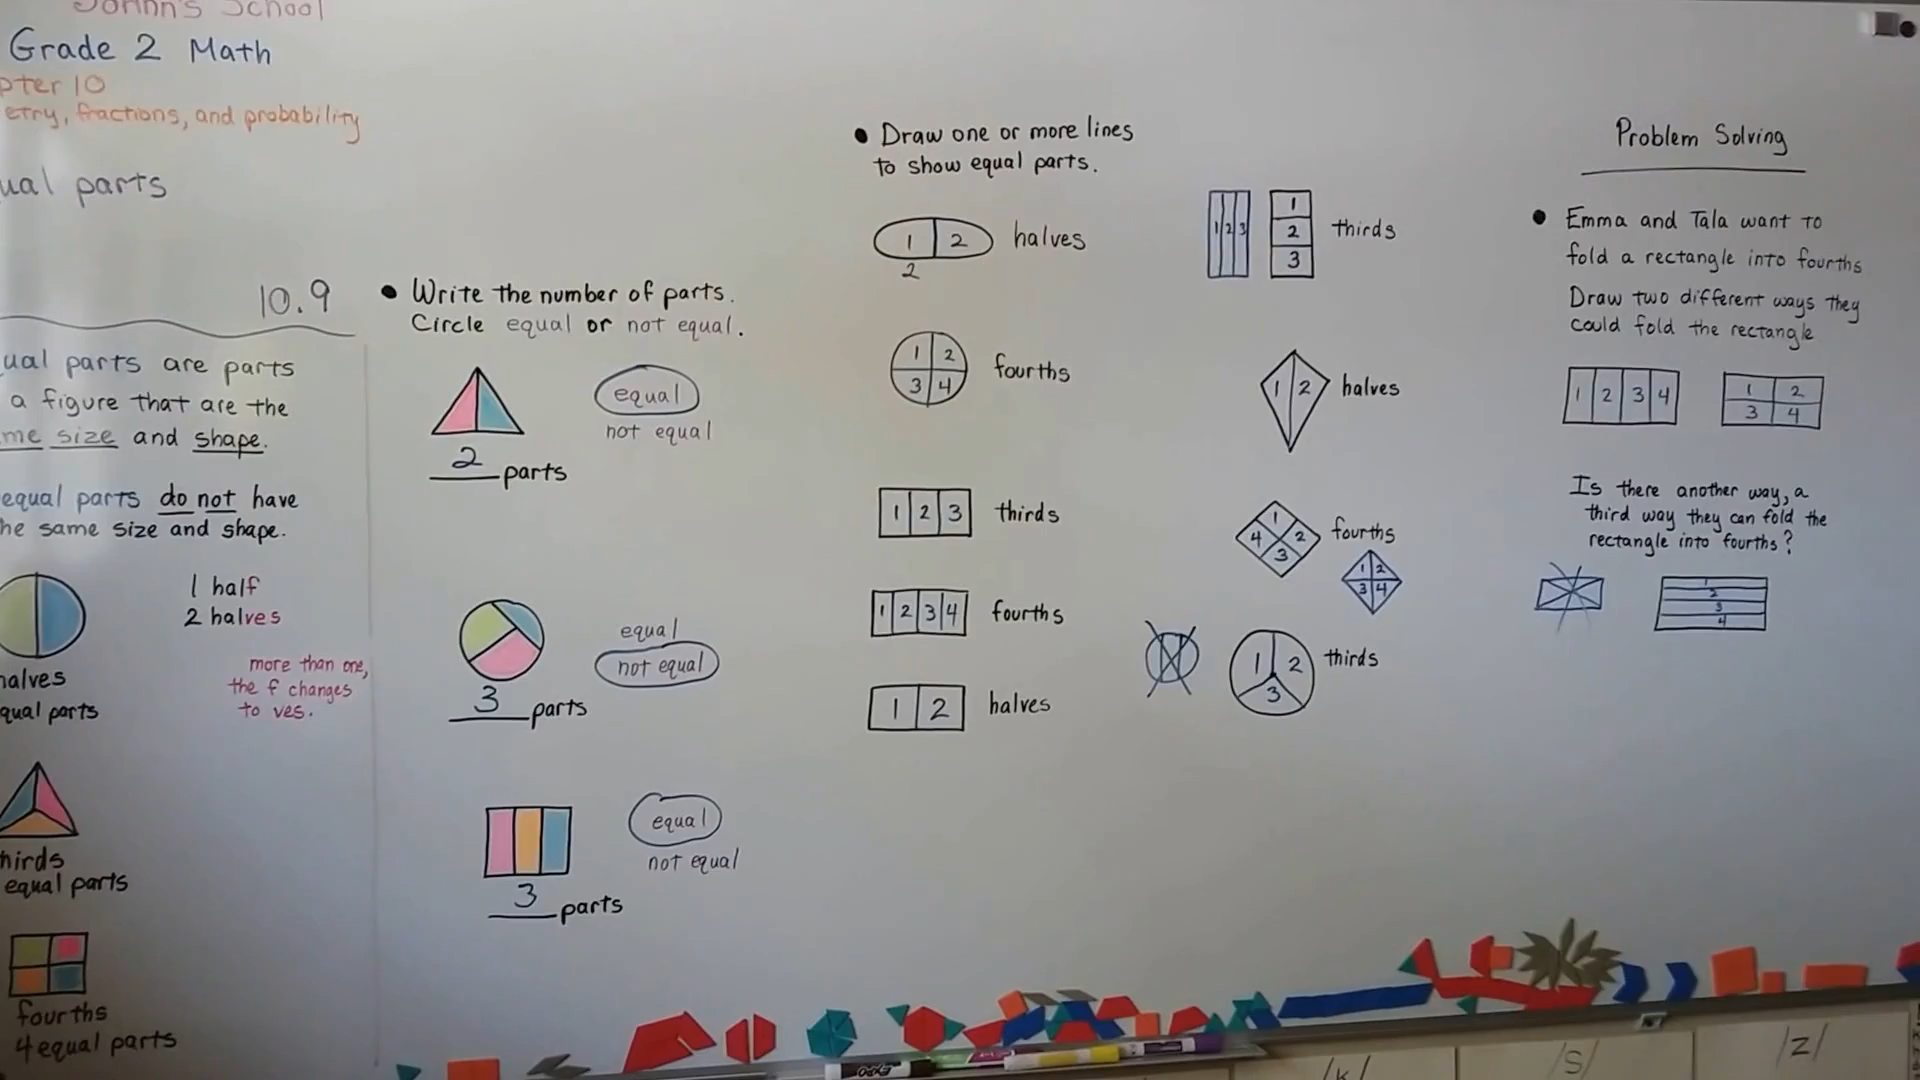 Johnn's School
Grade 2 Math
pter 10
etry, fractions, and probability
ual parts
10.9
ual parts are parts
a figure that are the
me size and shape.
equal parts do not have
he same size and shape.
1 half
2 halves
more than one,
the f changes
to ves.
halves
qual parts
hirds
equal parts
fourths
4 equal parts
• Write the number of parts.
Circle equal or not equal.
equal
not equal
2 parts
equal
not equal
3 parts
equal
not equal
3 parts
• Draw one or more lines
to show equal parts.
1 2 halves
2
1 2
3 4
fourths
1 2 3 thirds
1 2 3 4 fourths
1 2 halves
1 2 3
1
2
3
thirds
1 2 halves
1
4 2
3
fourths
1 2
3 4
1 2
3
thirds
Problem Solving
• Emma and Tala want to
fold a rectangle into fourths
Draw two different ways they
could fold the rectangle
1 2 3 4
1 2
3 4
Is there another way, a
third way they can fold the
rectangle into fourths?
1
2
3
4
EXPO
/k/
/s/
/z/